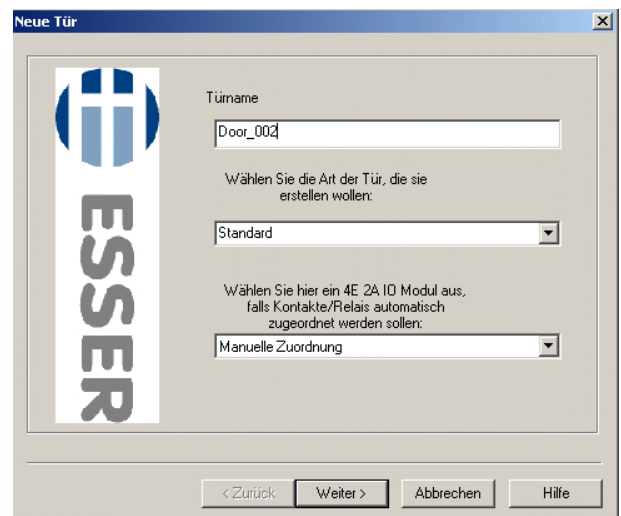 Neue Tür
ESSER
Türname
Door_002
Wählen Sie die Art der Tür, die sie
erstellen wollen:
Standard
Wählen Sie hier ein 4E 2A IO Modul aus,
falls Kontakte/Relais automatisch
zugeordnet werden sollen:
Manuelle Zuordnung
< Zurück
Weiter >
Abbrechen
Hilfe